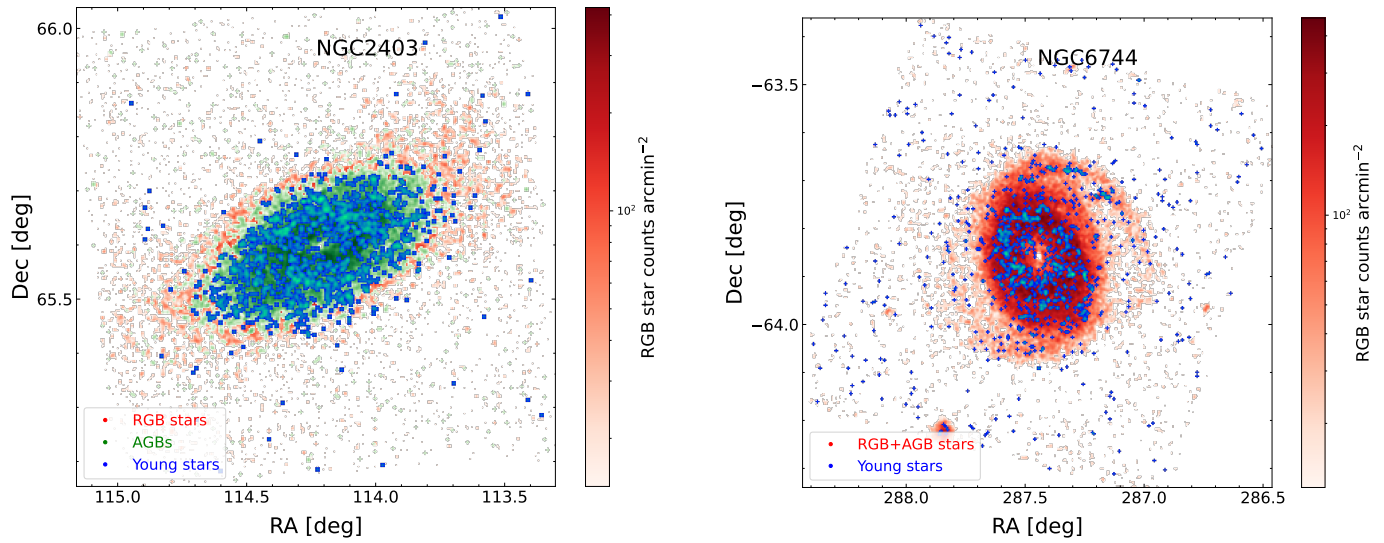 NGC2403
66.0
65.5
Dec [deg]
115.0 114.5 114.0 113.5
RA [deg]
RGB stars
AGBs
Young stars
10²
RGB star counts arcmin⁻²
NGC6744
−63.5
−64.0
Dec [deg]
288.0 287.5 287.0 286.5
RA [deg]
RGB+AGB stars
Young stars
10²
RGB star counts arcmin⁻²